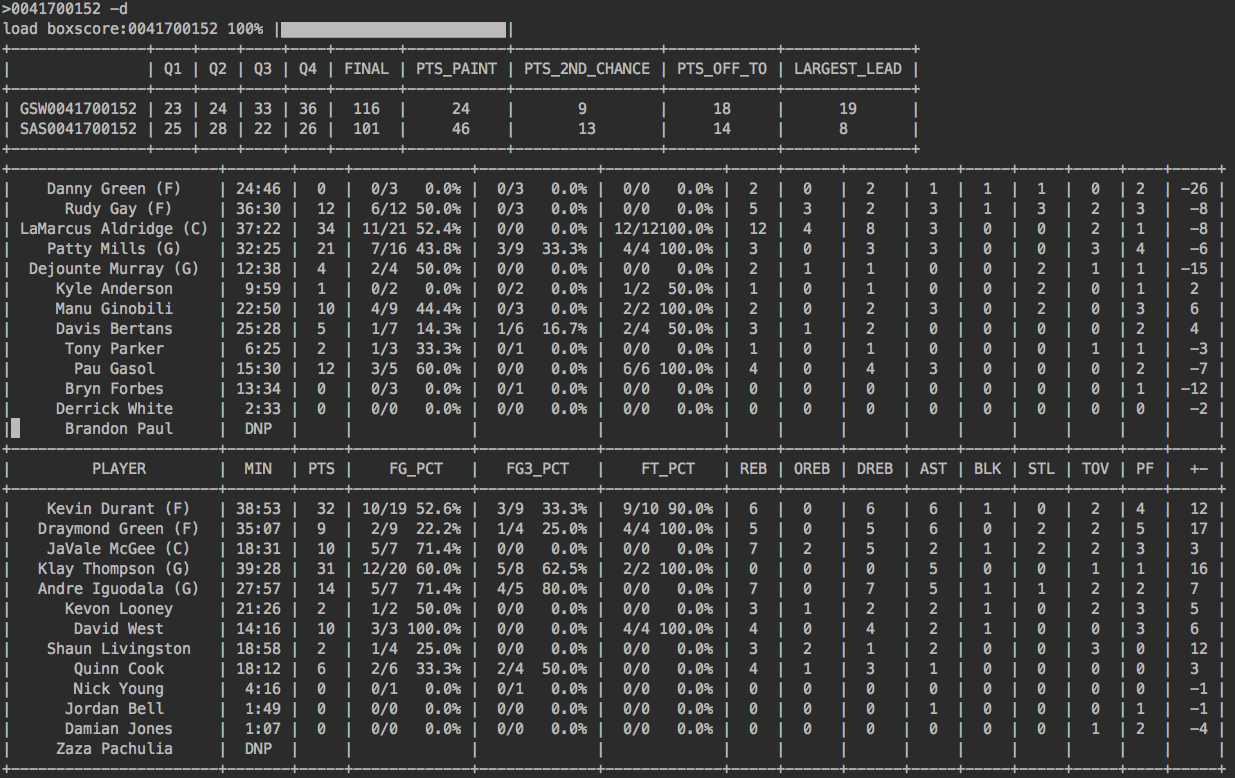 >0041700152 -d
load boxscore:0041700152 100% | |
| | Q1 | Q2 | Q3 | Q4 | FINAL | PTS_PAINT | PTS_2ND_CHANCE | PTS_OFF_TO | LARGEST_LEAD |
| GSW0041700152 | 23 | 24 | 33 | 36 | 116 | 24 | 9 | 18 | 19 |
| SAS0041700152 | 25 | 28 | 22 | 26 | 101 | 46 | 13 | 14 | 8 |
| Danny Green (F) | 24:46 | 0 | 0/3 0.0% | 0/3 0.0% | 0/0 0.0% | 2 | 0 | 2 | 1 | 1 | 1 | 0 | 2 | -26 |
| Rudy Gay (F) | 36:30 | 12 | 6/12 50.0% | 0/3 0.0% | 0/0 0.0% | 5 | 3 | 2 | 3 | 1 | 3 | 2 | 3 | -8 |
| LaMarcus Aldridge (C) | 37:22 | 34 | 11/21 52.4% | 0/0 0.0% | 12/12100.0% | 12 | 4 | 8 | 3 | 0 | 0 | 2 | 1 | -8 |
| Patty Mills (G) | 32:25 | 21 | 7/16 43.8% | 3/9 33.3% | 4/4 100.0% | 3 | 0 | 3 | 3 | 0 | 0 | 3 | 4 | -6 |
| Dejounte Murray (G) | 12:38 | 4 | 2/4 50.0% | 0/0 0.0% | 0/0 0.0% | 2 | 1 | 1 | 0 | 0 | 2 | 1 | 1 | -15 |
| Kyle Anderson | 9:59 | 1 | 0/2 0.0% | 0/2 0.0% | 1/2 50.0% | 1 | 0 | 1 | 0 | 0 | 2 | 0 | 1 | 2 |
| Manu Ginobili | 22:50 | 10 | 4/9 44.4% | 0/3 0.0% | 2/2 100.0% | 2 | 0 | 2 | 3 | 0 | 2 | 0 | 3 | 6 |
| Davis Bertans | 25:28 | 5 | 1/7 14.3% | 1/6 16.7% | 2/4 50.0% | 3 | 1 | 2 | 0 | 0 | 0 | 0 | 2 | 4 |
| Tony Parker | 6:25 | 2 | 1/3 33.3% | 0/1 0.0% | 0/0 0.0% | 1 | 0 | 1 | 0 | 0 | 0 | 1 | 1 | -3 |
| Pau Gasol | 15:30 | 12 | 3/5 60.0% | 0/0 0.0% | 6/6 100.0% | 4 | 0 | 4 | 3 | 0 | 0 | 0 | 2 | -7 |
| Bryn Forbes | 13:34 | 0 | 0/3 0.0% | 0/1 0.0% | 0/0 0.0% | 0 | 0 | 0 | 0 | 0 | 0 | 0 | 1 | -12 |
| Derrick White | 2:33 | 0 | 0/0 0.0% | 0/0 0.0% | 0/0 0.0% | 0 | 0 | 0 | 0 | 0 | 0 | 0 | 0 | -2 |
| Brandon Paul | DNP | | | | | | | | | | | | | |
| PLAYER | MIN | PTS | FG_PCT | FG3_PCT | FT_PCT | REB | OREB | DREB | AST | BLK | STL | TOV | PF | +- |
| Kevin Durant (F) | 38:53 | 32 | 10/19 52.6% | 3/9 33.3% | 9/10 90.0% | 6 | 0 | 6 | 6 | 1 | 0 | 2 | 4 | 12 |
| Draymond Green (F) | 35:07 | 9 | 2/9 22.2% | 1/4 25.0% | 4/4 100.0% | 5 | 0 | 5 | 6 | 0 | 2 | 2 | 5 | 17 |
| JaVale McGee (C) | 18:31 | 10 | 5/7 71.4% | 0/0 0.0% | 0/0 0.0% | 7 | 2 | 5 | 2 | 1 | 2 | 2 | 3 | 3 |
| Klay Thompson (G) | 39:28 | 31 | 12/20 60.0% | 5/8 62.5% | 2/2 100.0% | 0 | 0 | 0 | 5 | 0 | 0 | 1 | 1 | 16 |
| Andre Iguodala (G) | 27:57 | 14 | 5/7 71.4% | 4/5 80.0% | 0/0 0.0% | 7 | 0 | 7 | 5 | 1 | 1 | 2 | 2 | 7 |
| Kevon Looney | 21:26 | 2 | 1/2 50.0% | 0/0 0.0% | 0/0 0.0% | 3 | 1 | 2 | 2 | 1 | 0 | 2 | 3 | 5 |
| David West | 14:16 | 10 | 3/3 100.0% | 0/0 0.0% | 4/4 100.0% | 4 | 0 | 4 | 2 | 1 | 0 | 0 | 3 | 6 |
| Shaun Livingston | 18:58 | 2 | 1/4 25.0% | 0/0 0.0% | 0/0 0.0% | 3 | 2 | 1 | 2 | 0 | 0 | 3 | 0 | 12 |
| Quinn Cook | 18:12 | 6 | 2/6 33.3% | 2/4 50.0% | 0/0 0.0% | 4 | 1 | 3 | 1 | 0 | 0 | 0 | 0 | 3 |
| Nick Young | 4:16 | 0 | 0/1 0.0% | 0/1 0.0% | 0/0 0.0% | 0 | 0 | 0 | 0 | 0 | 0 | 0 | 0 | -1 |
| Jordan Bell | 1:49 | 0 | 0/0 0.0% | 0/0 0.0% | 0/0 0.0% | 0 | 0 | 0 | 1 | 0 | 0 | 0 | 1 | -1 |
| Damian Jones | 1:07 | 0 | 0/0 0.0% | 0/0 0.0% | 0/0 0.0% | 0 | 0 | 0 | 0 | 0 | 0 | 1 | 2 | -4 |
| Zaza Pachulia | DNP | | | | | | | | | | | | | |